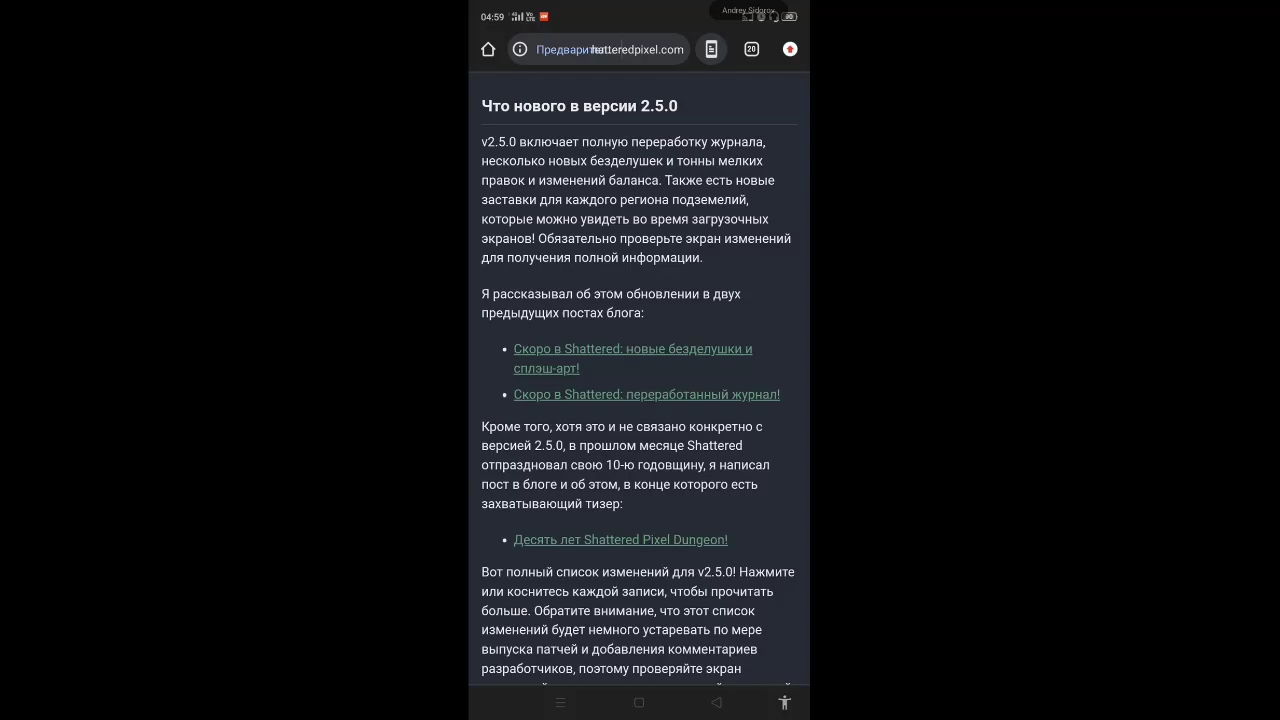 Andrey Sidorov
04:59
Предварите hatteredpixel.com 20
Что нового в версии 2.5.0
v2.5.0 включает полную переработку журнала,
несколько новых безделушек и тонны мелких
правок и изменений баланса. Также есть новые
заставки для каждого региона подземелий,
которые можно увидеть во время загрузочных
экранов! Обязательно проверьте экран изменений
для получения полной информации.
Я рассказывал об этом обновлении в двух
предыдущих постах блога:
• Скоро в Shattered: новые безделушки и
сплэш-арт!
• Скоро в Shattered: переработанный журнал!
Кроме того, хотя это и не связано конкретно с
версией 2.5.0, в прошлом месяце Shattered
отпраздновал свою 10-ю годовщину, я написал
пост в блоге и об этом, в конце которого есть
захватывающий тизер:
• Десять лет Shattered Pixel Dungeon!
Вот полный список изменений для v2.5.0! Нажмите
или коснитесь каждой записи, чтобы прочитать
больше. Обратите внимание, что этот список
изменений будет немного устаревать по мере
выпуска патчей и добавления комментариев
разработчиков, поэтому проверяйте экран